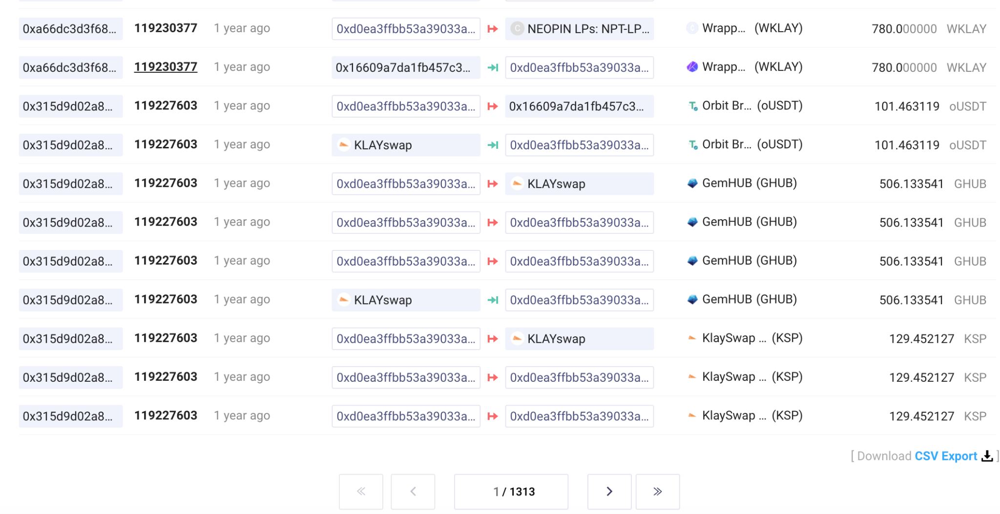 0xa66dc3d3f68... 119230377 1 year ago 0xd0ea3ffbb53a39033a... C NEOPIN LPs: NPT-LP... Wrapp... (WKLAY) 780.000000 WKLAY
0xa66dc3d3f68... 119230377 1 year ago 0x16609a7da1fb457c3... 0xd0ea3ffbb53a39033a... Wrapp... (WKLAY) 780.000000 WKLAY
0x315d9d02a8... 119227603 1 year ago 0xd0ea3ffbb53a39033a... 0x16609a7da1fb457c3... Orbit Br... (oUSDT) 101.463119 oUSDT
0x315d9d02a8... 119227603 1 year ago KLAYswap 0xd0ea3ffbb53a39033a... Orbit Br... (oUSDT) 101.463119 oUSDT
0x315d9d02a8... 119227603 1 year ago 0xd0ea3ffbb53a39033a... KLAYswap GemHUB (GHUB) 506.133541 GHUB
0x315d9d02a8... 119227603 1 year ago 0xd0ea3ffbb53a39033a... 0xd0ea3ffbb53a39033a... GemHUB (GHUB) 506.133541 GHUB
0x315d9d02a8... 119227603 1 year ago 0xd0ea3ffbb53a39033a... 0xd0ea3ffbb53a39033a... GemHUB (GHUB) 506.133541 GHUB
0x315d9d02a8... 119227603 1 year ago KLAYswap 0xd0ea3ffbb53a39033a... GemHUB (GHUB) 506.133541 GHUB
0x315d9d02a8... 119227603 1 year ago 0xd0ea3ffbb53a39033a... KLAYswap KlaySwap ... (KSP) 129.452127 KSP
0x315d9d02a8... 119227603 1 year ago 0xd0ea3ffbb53a39033a... 0xd0ea3ffbb53a39033a... KlaySwap ... (KSP) 129.452127 KSP
0x315d9d02a8... 119227603 1 year ago 0xd0ea3ffbb53a39033a... 0xd0ea3ffbb53a39033a... KlaySwap ... (KSP) 129.452127 KSP
[ Download CSV Export ]
1 / 1313